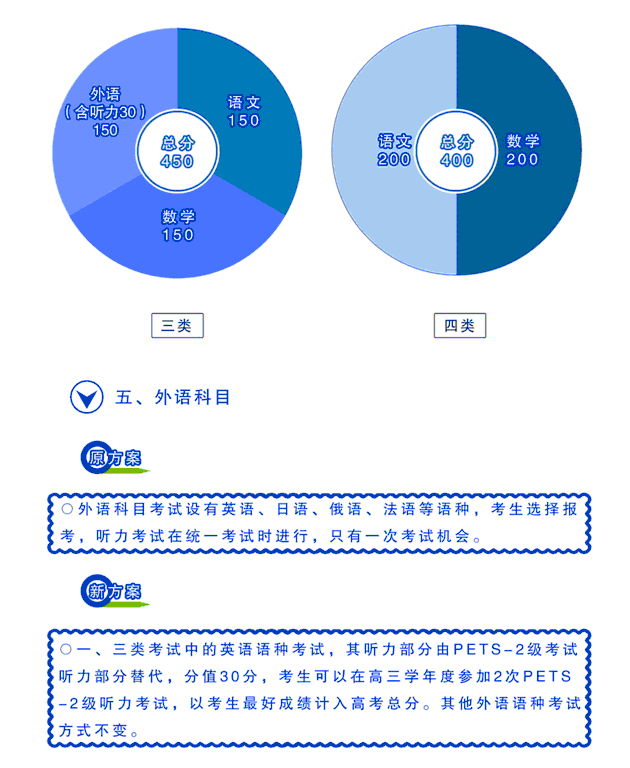 外语
（含听力30）
150
语文
150
总分
450
数学
150
语文
200
总分
400
数学
200
三类
四类
五、外语科目
原方案
○外语科目考试设有英语、日语、俄语、法语等语种，考生选择报
考，听力考试在统一考试时进行，只有一次考试机会。
新方案
○一、三类考试中的英语语种考试，其听力部分由PETS-2级考试
听力部分替代，分值30分，考生可以在高三学年度参加2次PETS
-2级听力考试，以考生最好成绩计入高考总分。其他外语语种考试
方式不变。